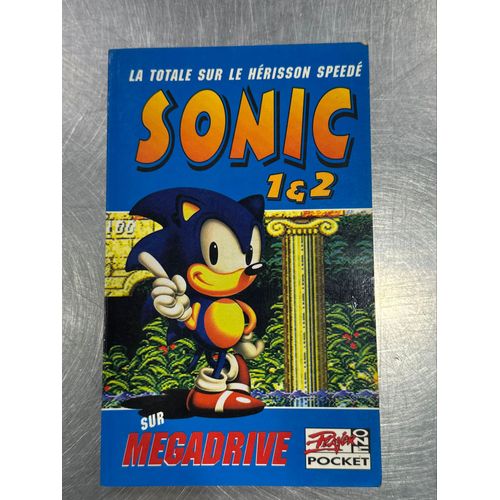 LA TOTALE SUR LE HÉRISSON SPEEDÉ
SONIC
1 & 2
SUR
MEGADRIVE
Player ONE
POCKET